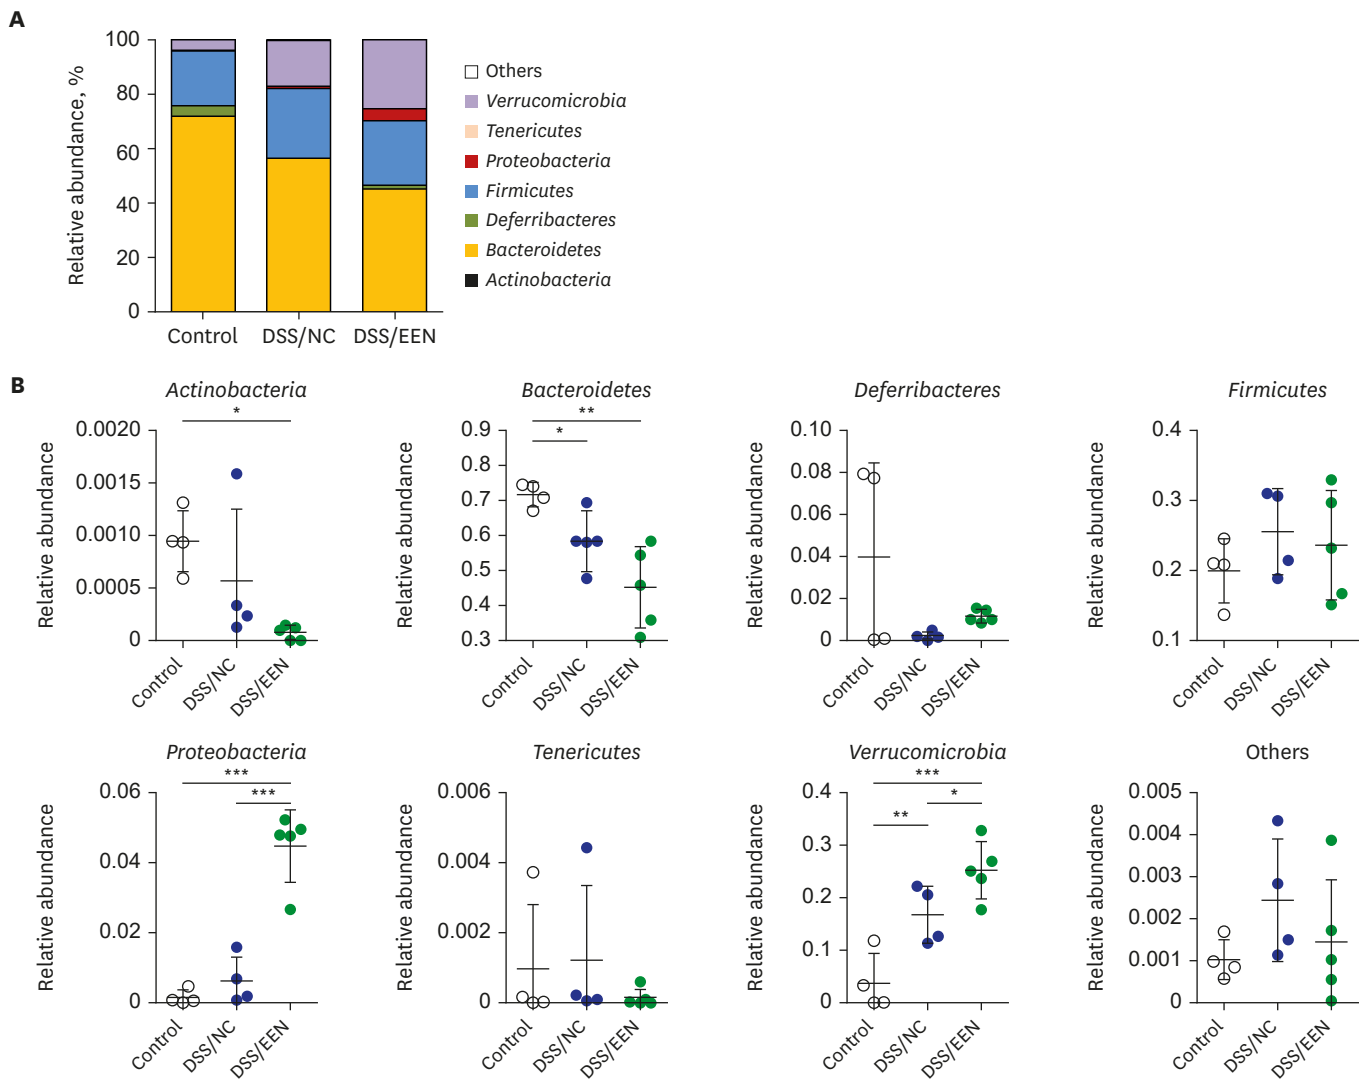 A
Relative abundance, %
100
80
60
40
20
0
Control DSS/NC DSS/EEN
Others
Verrucomicrobia
Tenericutes
Proteobacteria
Firmicutes
Deferribacteres
Bacteroidetes
Actinobacteria
B
Actinobacteria
Relative abundance
0.0020
0.0015
0.0010
0.0005
0
*
Control
DSS/NC
DSS/EEN
Bacteroidetes
Relative abundance
0.9
0.7
0.6
0.5
0.4
0.3
**
*
Control
DSS/NC
DSS/EEN
Deferribacteres
Relative abundance
0.10
0.08
0.06
0.04
0.02
0
Control
DSS/NC
DSS/EEN
Firmicutes
Relative abundance
0.4
0.3
0.2
0.1
Control
DSS/NC
DSS/EEN
Proteobacteria
Relative abundance
0.06
0.04
0.02
0
***
***
Control
DSS/NC
DSS/EEN
Tenericutes
Relative abundance
0.006
0.004
0.002
0
Control
DSS/NC
DSS/EEN
Verrucomicrobia
Relative abundance
0.4
0.3
0.2
0.1
0
***
*
**
Control
DSS/NC
DSS/EEN
Others
Relative abundance
0.005
0.004
0.003
0.002
0.001
0
Control
DSS/NC
DSS/EEN